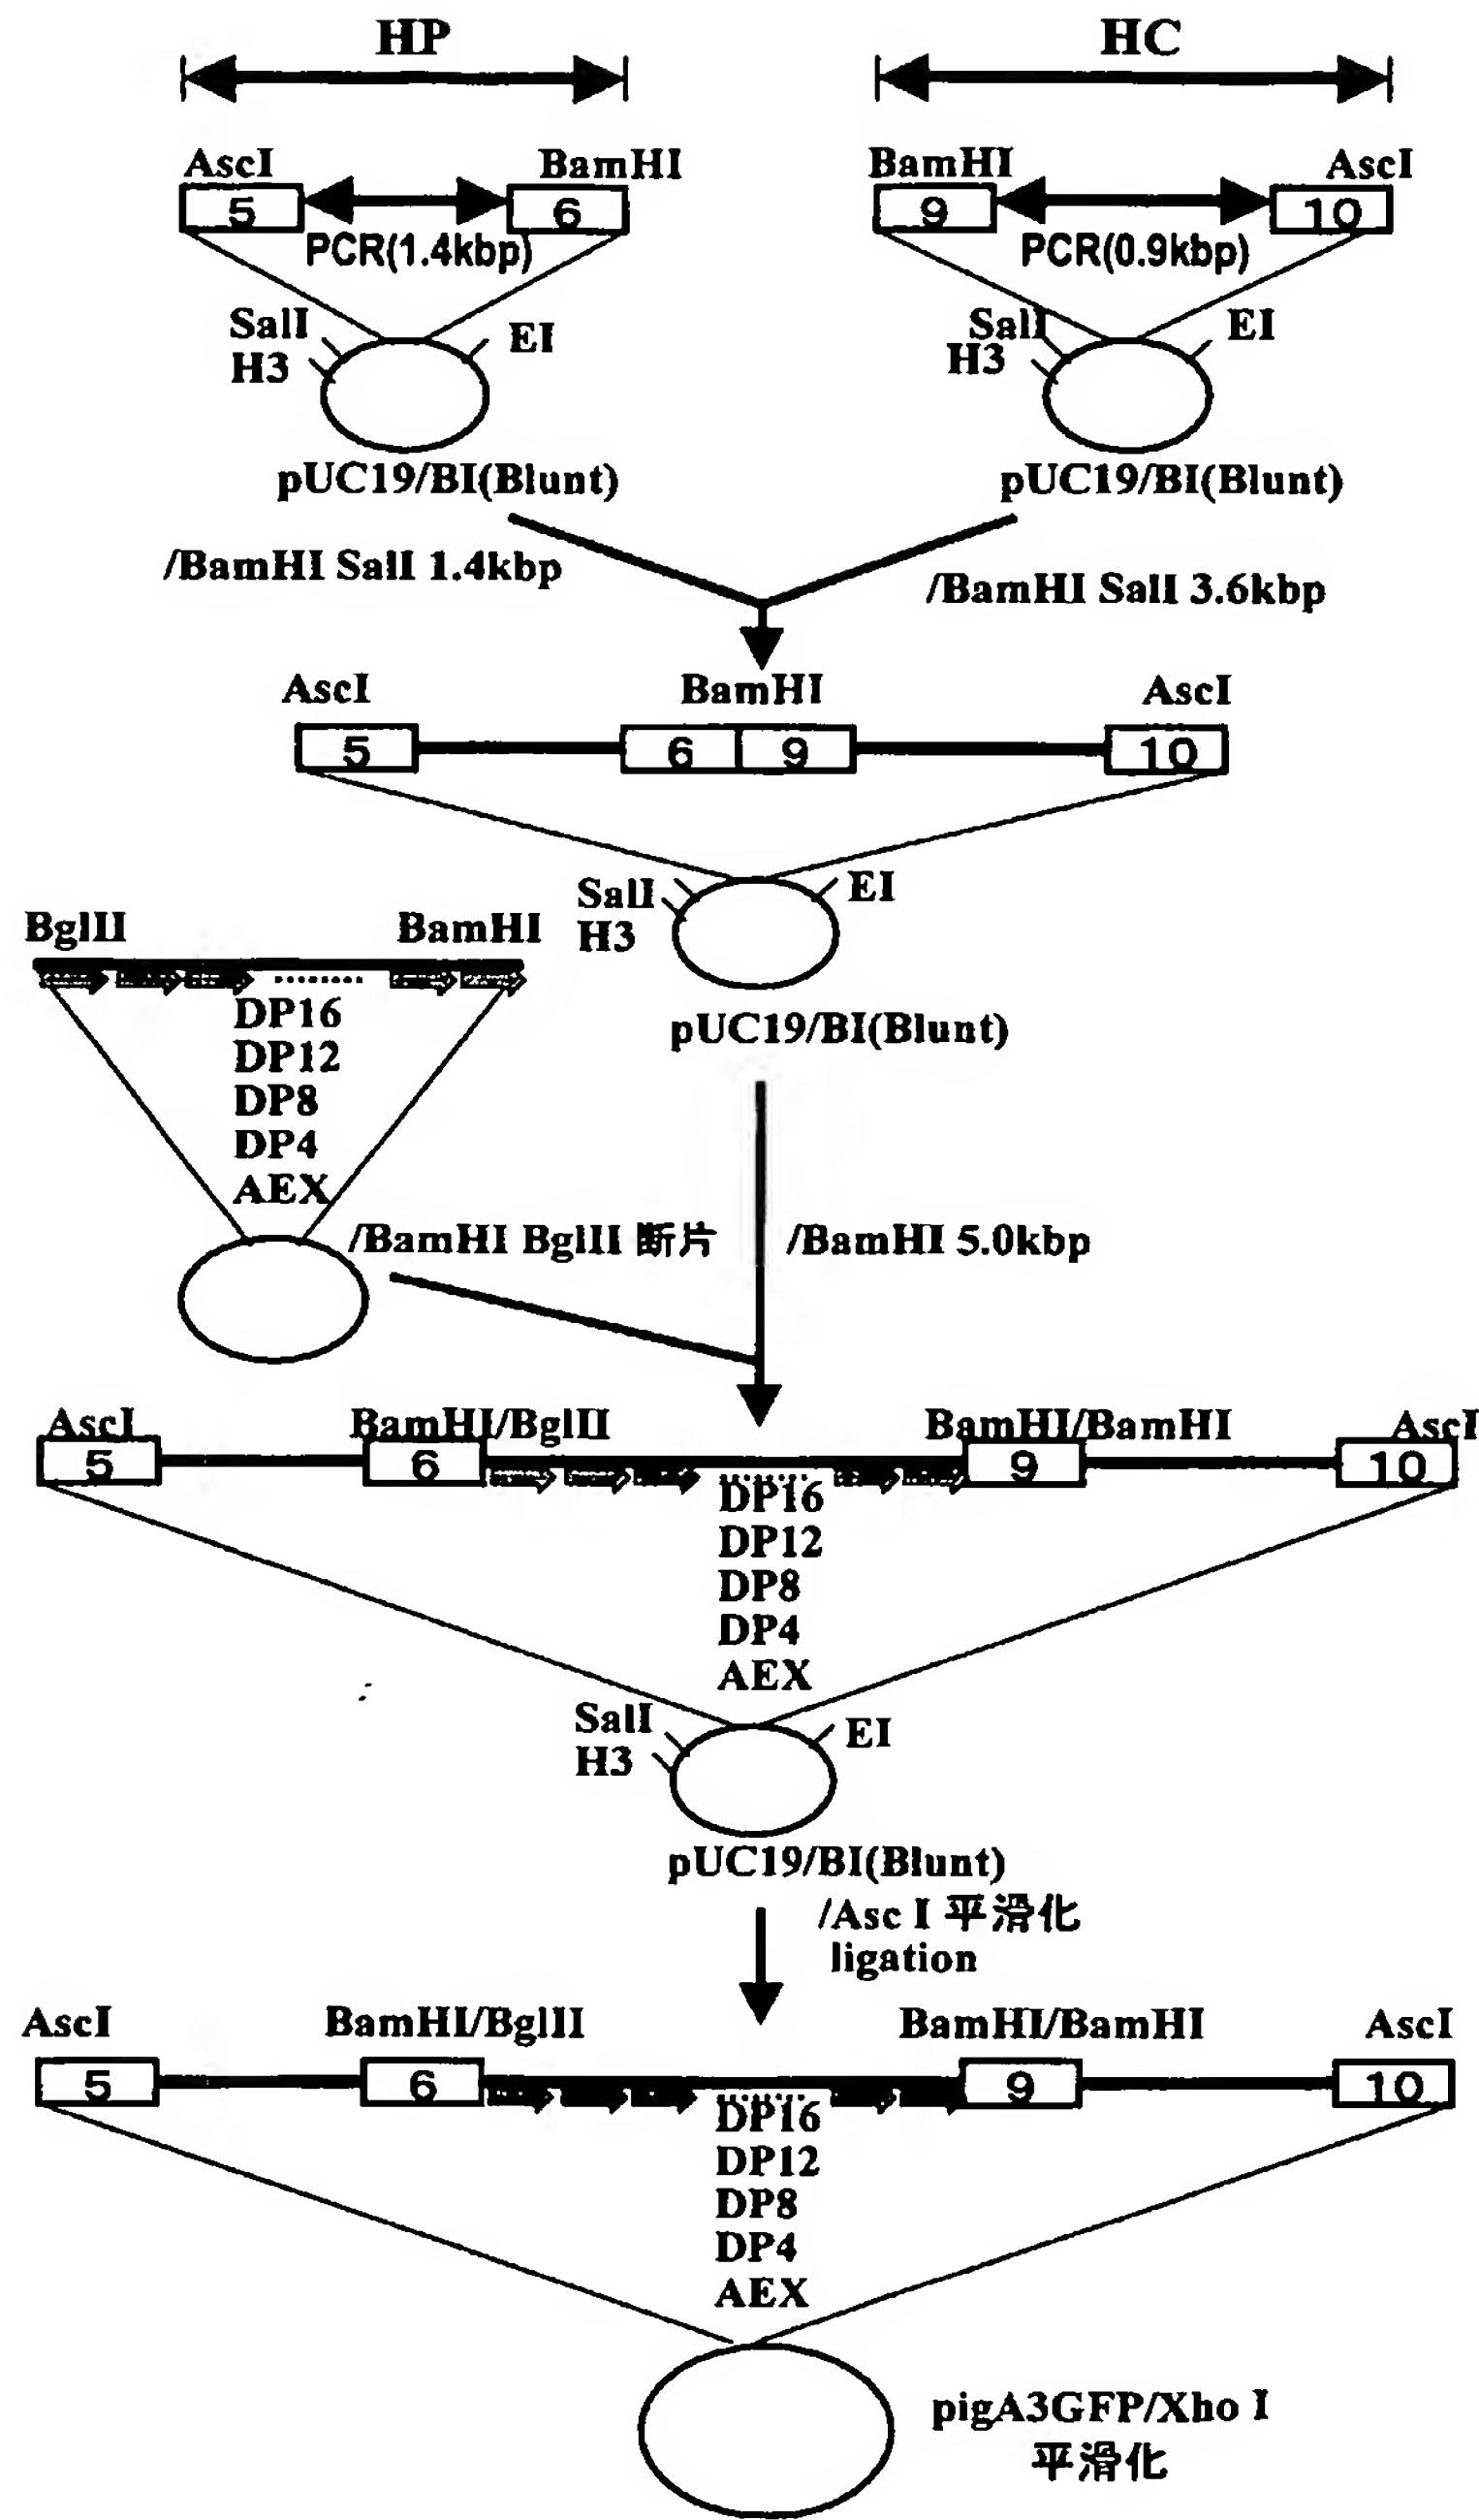 HP
HC
AscI
BamHI
BamHI
AscI
5
6
9
10
PCR(1.4kbp)
PCR(0.9kbp)
SalI
EI
SalI
EI
H3
H3
pUC19/BI(Blunt)
pUC19/BI(Blunt)
/BamHI SalI 1.4kbp
/BamHI SalI 3.6kbp
AscI
BamHI
AscI
5
6
9
10
SalI
EI
H3
pUC19/BI(Blunt)
BglII
BamHI
DP16
DP12
DP8
DP4
AEX
/BamHI BglII 断片
/BamHI 5.0kbp
AscI
BamHI/BglII
BamHI/BamHI
AscI
5
6
9
10
DP16
DP12
DP8
DP4
AEX
SalI
EI
H3
pUC19/BI(Blunt)
/Asc I 平滑化
ligation
AscI
BamHI/BglII
BamHI/BamHI
AscI
5
6
9
10
DP16
DP12
DP8
DP4
AEX
pigA3GFP/Xho I
平滑化